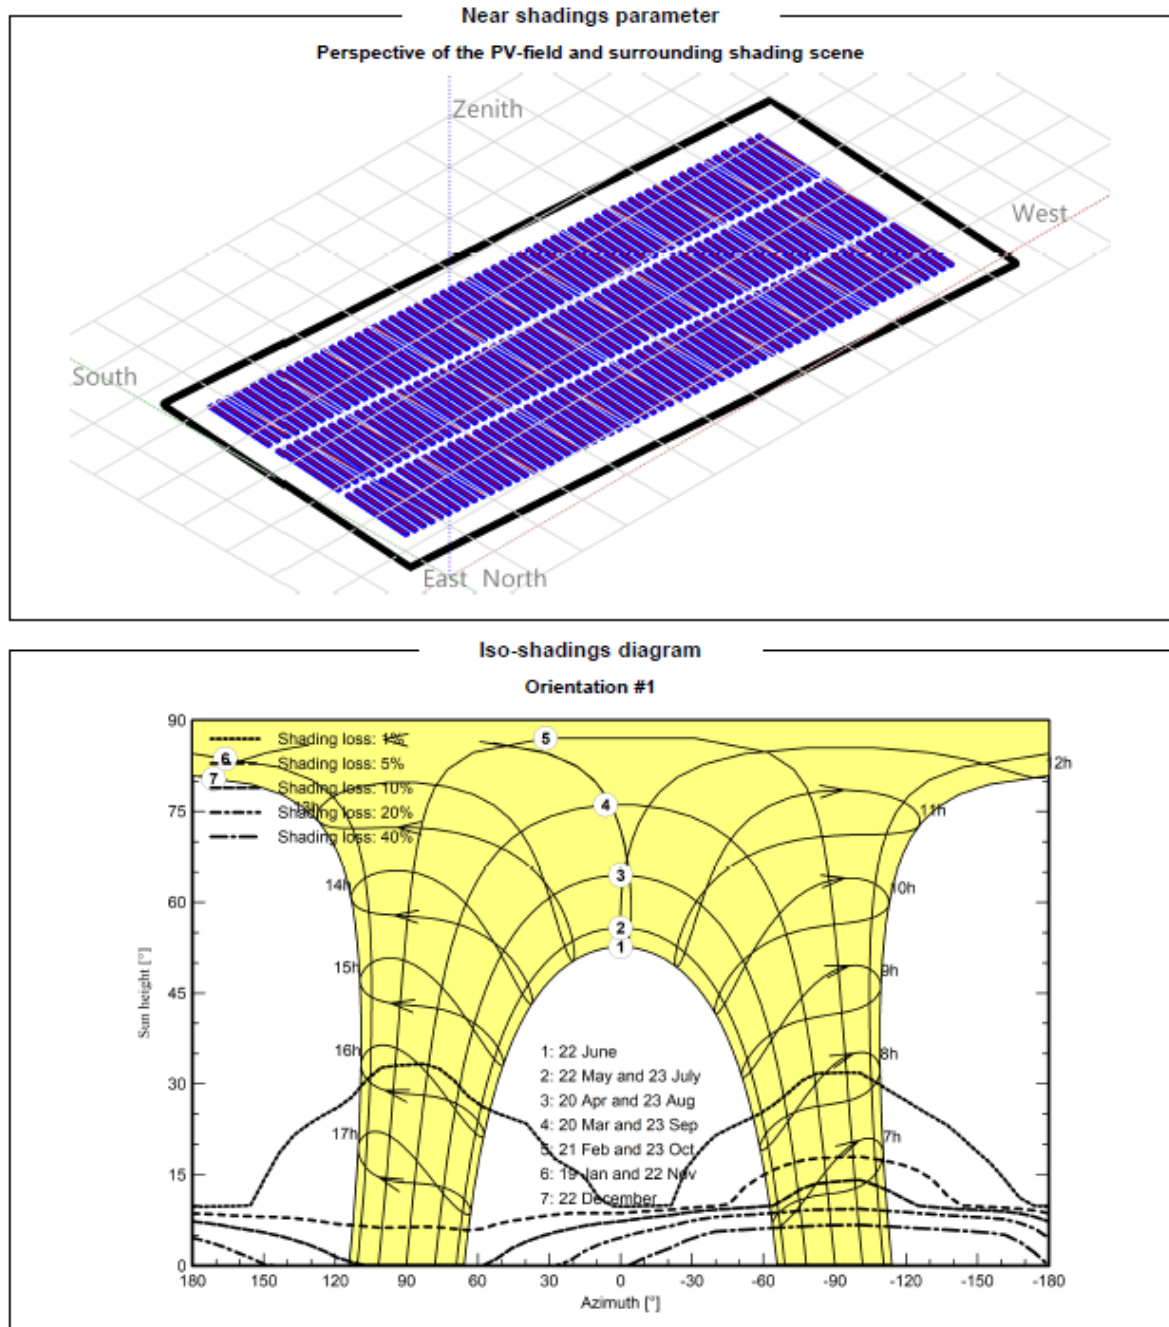 Near shadings parameter
Perspective of the PV-field and surrounding shading scene
Zenith
West
South
East North
Iso-shadings diagram
Orientation #1
90
75
60
45
30
15
0
Sun height [°]
Shading loss: 1%
Shading loss: 5%
Shading loss: 10%
Shading loss: 20%
Shading loss: 40%
5
6
7
4
3
2
1
12h
11h
10h
9h
8h
7h
13h
14h
15h
16h
17h
1: 22 June
2: 22 May and 23 July
3: 20 Apr and 23 Aug
4: 20 Mar and 23 Sep
5: 21 Feb and 23 Oct
6: 19 Jan and 22 Nov
7: 22 December
180 150 120 90 60 30 0 -30 -60 -90 -120 -150 -180
Azimuth [°]